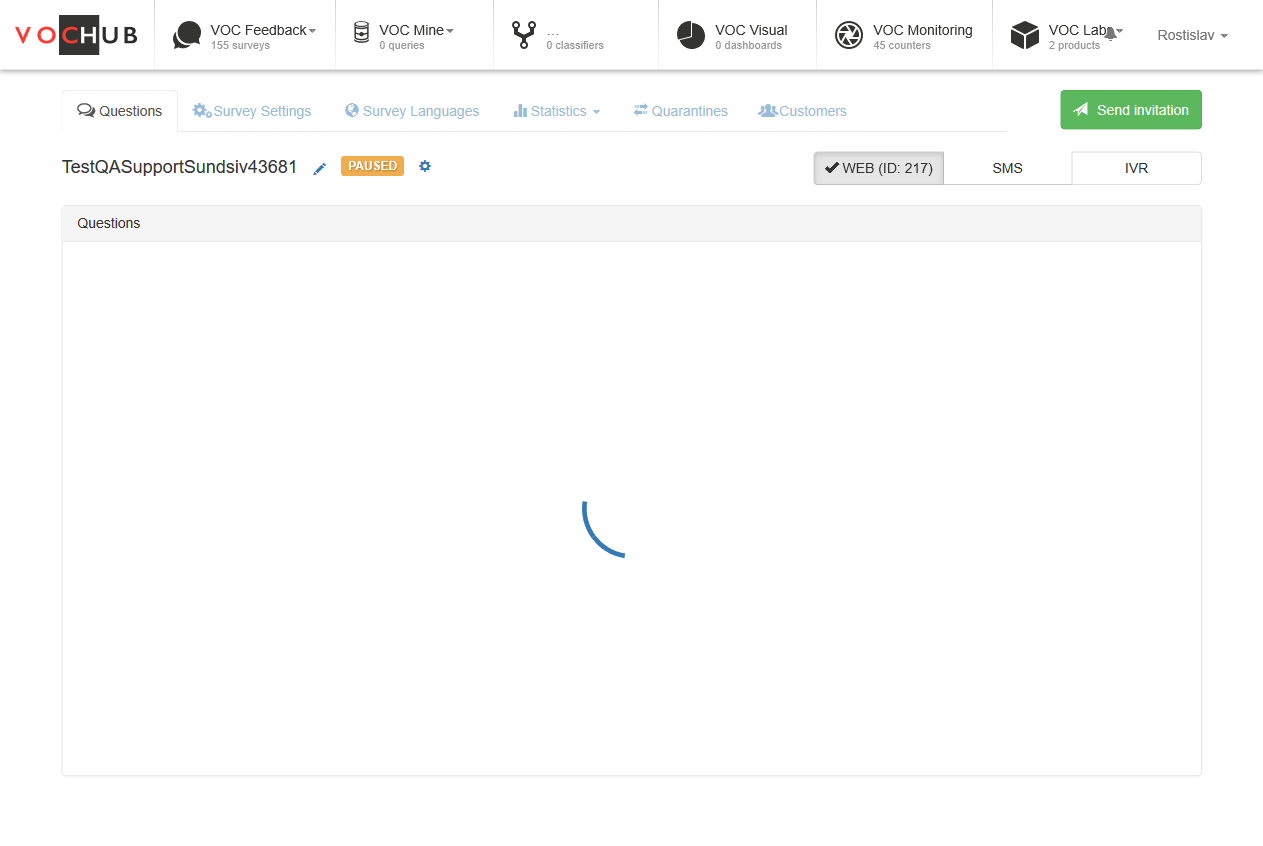 VOCHUB
VOC Feedback
155 surveys
VOC Mine
0 queries
...
0 classifiers
VOC Visual
0 dashboards
VOC Monitoring
45 counters
VOC Lab
2 products
Rostislav
Questions
Survey Settings
Survey Languages
Statistics
Quarantines
Customers
Send invitation
TestQASupportSundsiv43681
PAUSED
WEB (ID: 217)
SMS
IVR
Questions